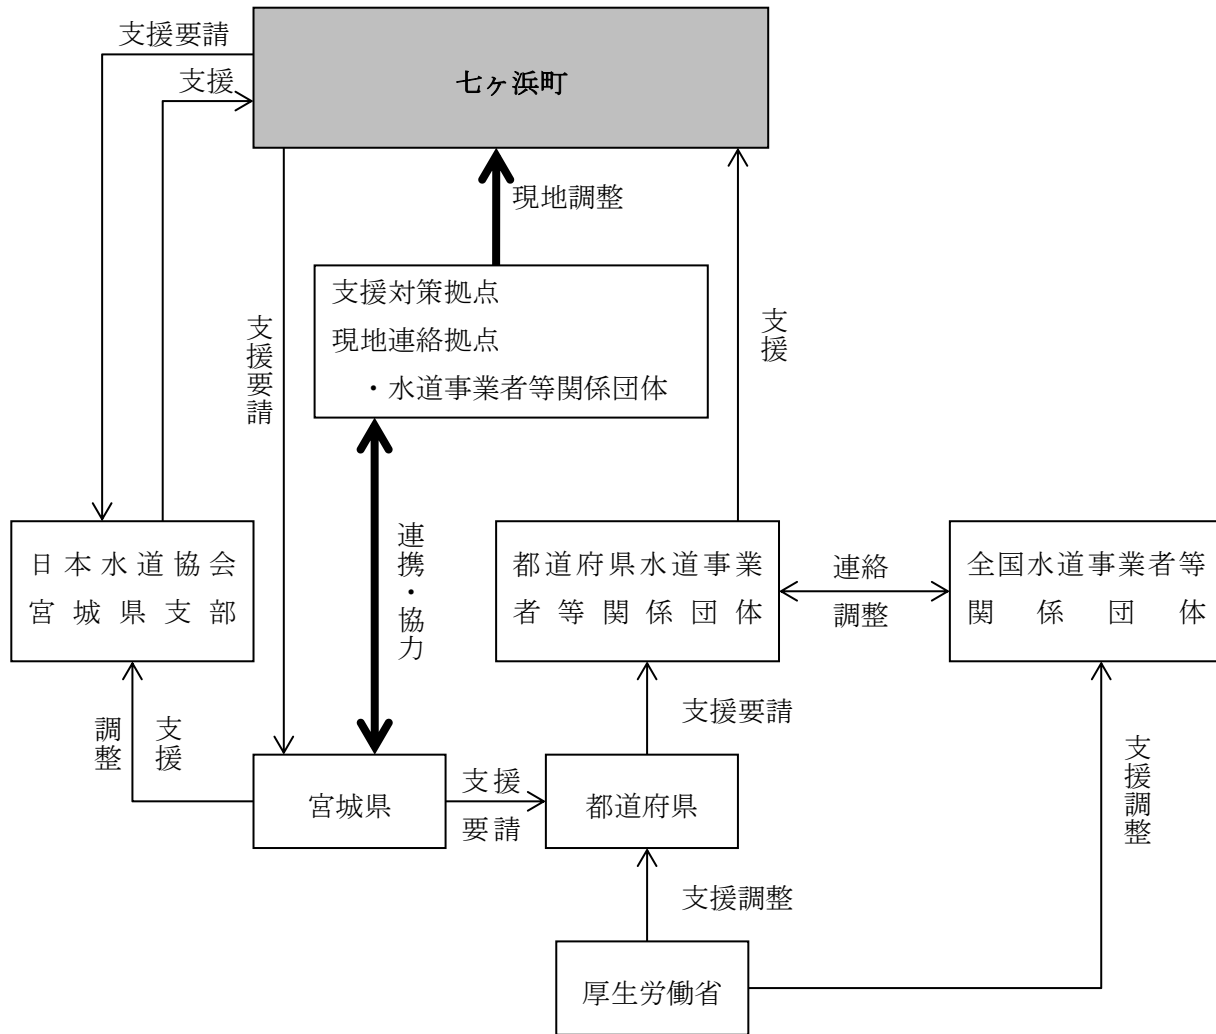 支援要請
七ヶ浜町
支援
現地調整
支援対策拠点
現地連絡拠点
・水道事業者等関係団体
支援要請
支援
連携・協力
日本水道協会
宮城県支部
都道府県水道事業
者等関係団体
連絡
調整
全国水道事業者等
関係団体
調整
支援
支援要請
宮城県
支援
要請
都道府県
支援調整
支援調整
厚生労働省